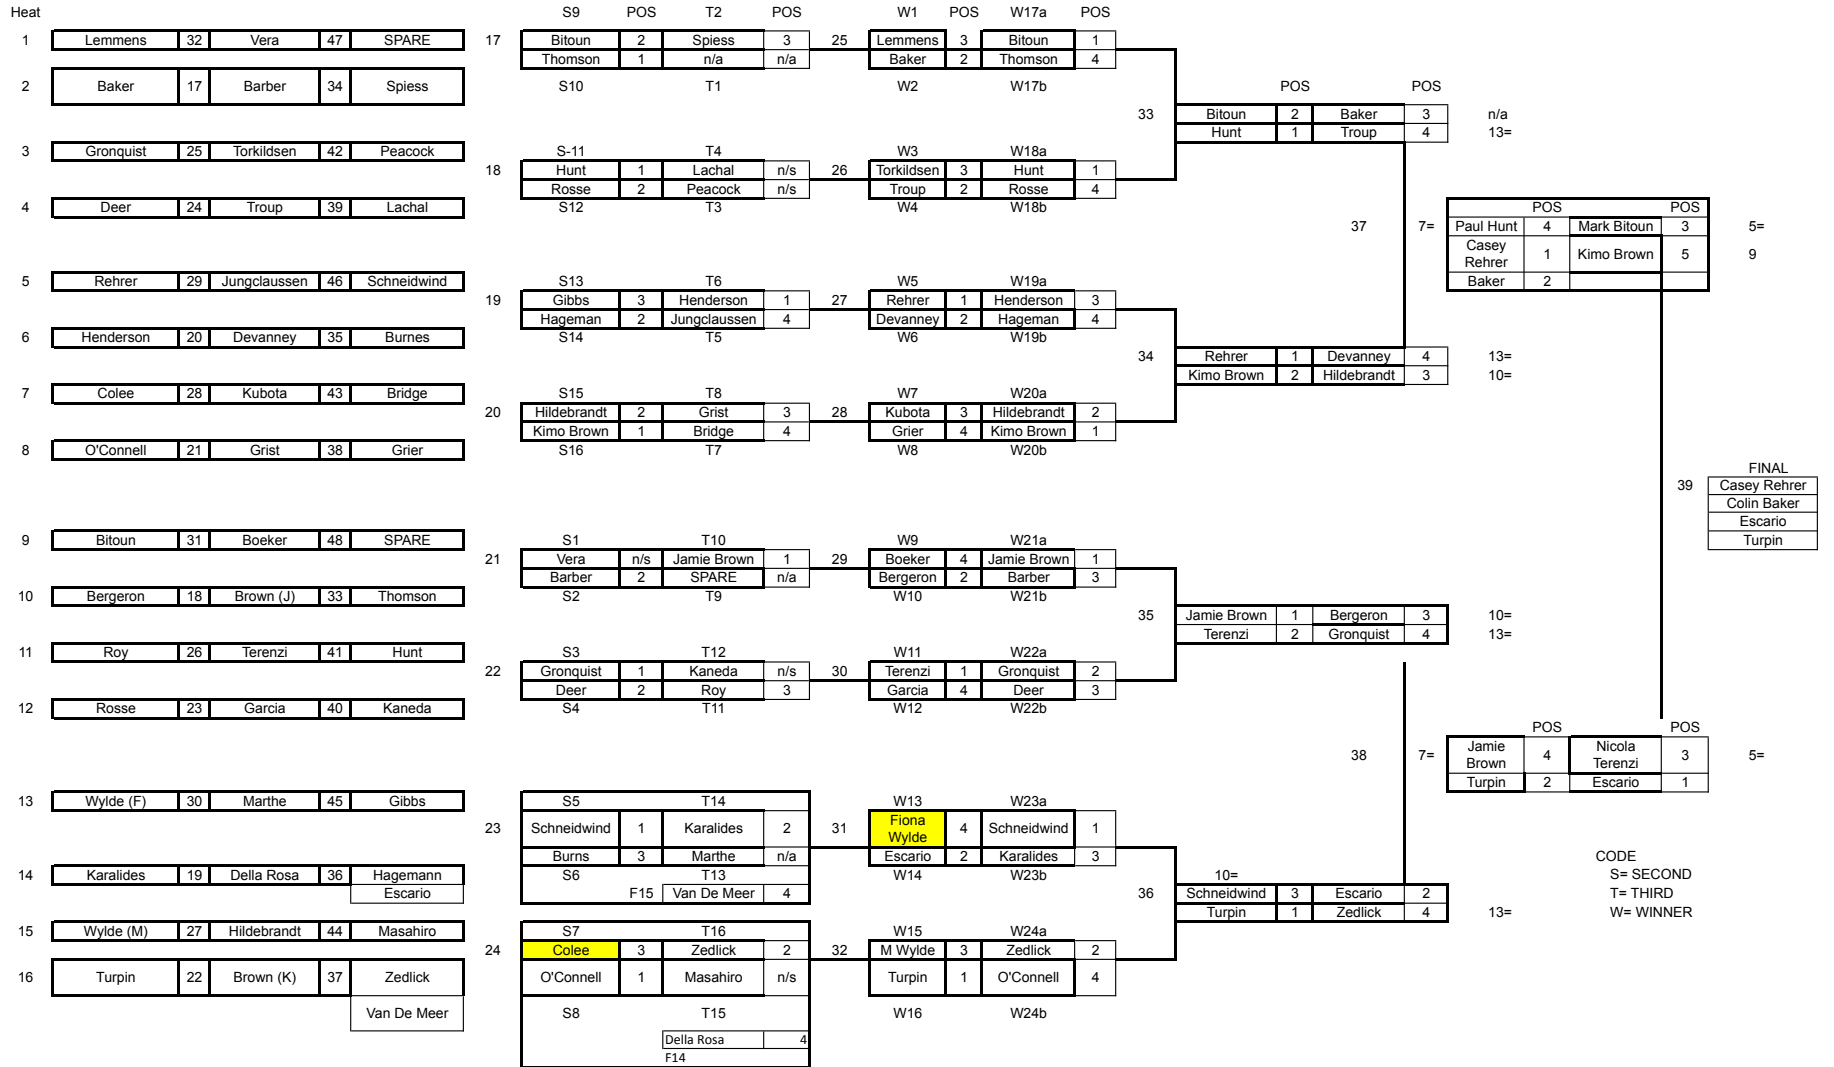 Heat S9 POS T2 POS W1 POS W17a POS
1 Lemmens 32 Vera 47 SPARE 17 Bitoun 2 Spiess 3 25 Lemmens 3 Bitoun 1
Thomson 1 n/a n/a Baker 2 Thomson 4
2 Baker 17 Barber 34 Spiess S10 T1 W2 W17b POS POS
33 Bitoun 2 Baker 3 n/a
Hunt 1 Troup 4 13=
3 Gronquist 25 Torkildsen 42 Peacock S-11 T4 W3 W18a
18 Hunt 1 Lachal n/s 26 Torkildsen 3 Hunt 1
Rosse 2 Peacock n/s Troup 2 Rosse 4
4 Deer 24 Troup 39 Lachal S12 T3 W4 W18b POS POS
37 7= Paul Hunt 4 Mark Bitoun 3 5=
Casey Rehrer 1 Kimo Brown 5 9
5 Rehrer 29 Jungclaussen 46 Schneidwind S13 T6 W5 W19a Baker 2
19 Gibbs 3 Henderson 1 27 Rehrer 1 Henderson 3
Hageman 2 Jungclaussen 4 Devanney 2 Hageman 4
6 Henderson 20 Devanney 35 Burnes S14 T5 W6 W19b
34 Rehrer 1 Devanney 4 13=
Kimo Brown 2 Hildebrandt 3 10=
7 Colee 28 Kubota 43 Bridge S15 T8 W7 W20a
20 Hildebrandt 2 Grist 3 28 Kubota 3 Hildebrandt 2
Kimo Brown 1 Bridge 4 Grier 4 Kimo Brown 1
8 O'Connell 21 Grist 38 Grier S16 T7 W8 W20b
FINAL
39 Casey Rehrer
Colin Baker
Escario
Turpin
9 Bitoun 31 Boeker 48 SPARE S1 T10 W9 W21a
21 Vera n/s Jamie Brown 1 29 Boeker 4 Jamie Brown 1
Barber 2 SPARE n/a Bergeron 2 Barber 3
10 Bergeron 18 Brown (J) 33 Thomson S2 T9 W10 W21b
35 Jamie Brown 1 Bergeron 3 10=
Terenzi 2 Gronquist 4 13=
11 Roy 26 Terenzi 41 Hunt S3 T12 W11 W22a
22 Gronquist 1 Kaneda n/s 30 Terenzi 1 Gronquist 2
Deer 2 Roy 3 Garcia 4 Deer 3
12 Rosse 23 Garcia 40 Kaneda S4 T11 W12 W22b
POS POS
38 7= Jamie Brown 4 Nicola Terenzi 3 5=
Turpin 2 Escario 1
13 Wylde (F) 30 Marthe 45 Gibbs S5 T14 W13 W23a
23 Schneidwind 1 Karalides 2 31 Fiona Wylde 4 Schneidwind 1
Burns 3 Marthe n/a Escario 2 Karalides 3 CODE
14 Karalides 19 Della Rosa 36 Hagemann S6 T13 W14 W23b 10= S= SECOND
Escario F15 Van De Meer 4 36 Schneidwind 3 Escario 2 T= THIRD
Turpin 1 Zedlick 4 13= W= WINNER
15 Wylde (M) 27 Hildebrandt 44 Masahiro S7 T16 W15 W24a
24 Colee 3 Zedlick 2 32 M Wylde 3 Zedlick 2
16 Turpin 22 Brown (K) 37 Zedlick O'Connell 1 Masahiro n/s Turpin 1 O'Connell 4
Van De Meer S8 T15 W16 W24b
Della Rosa 4
F14